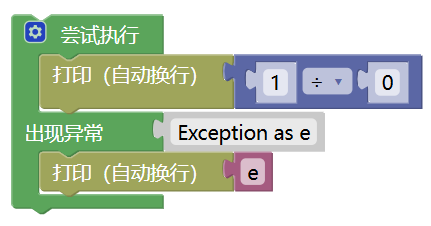 尝试执行
打印（自动换行） 1 ÷ 0
出现异常 Exception as e
打印（自动换行） e